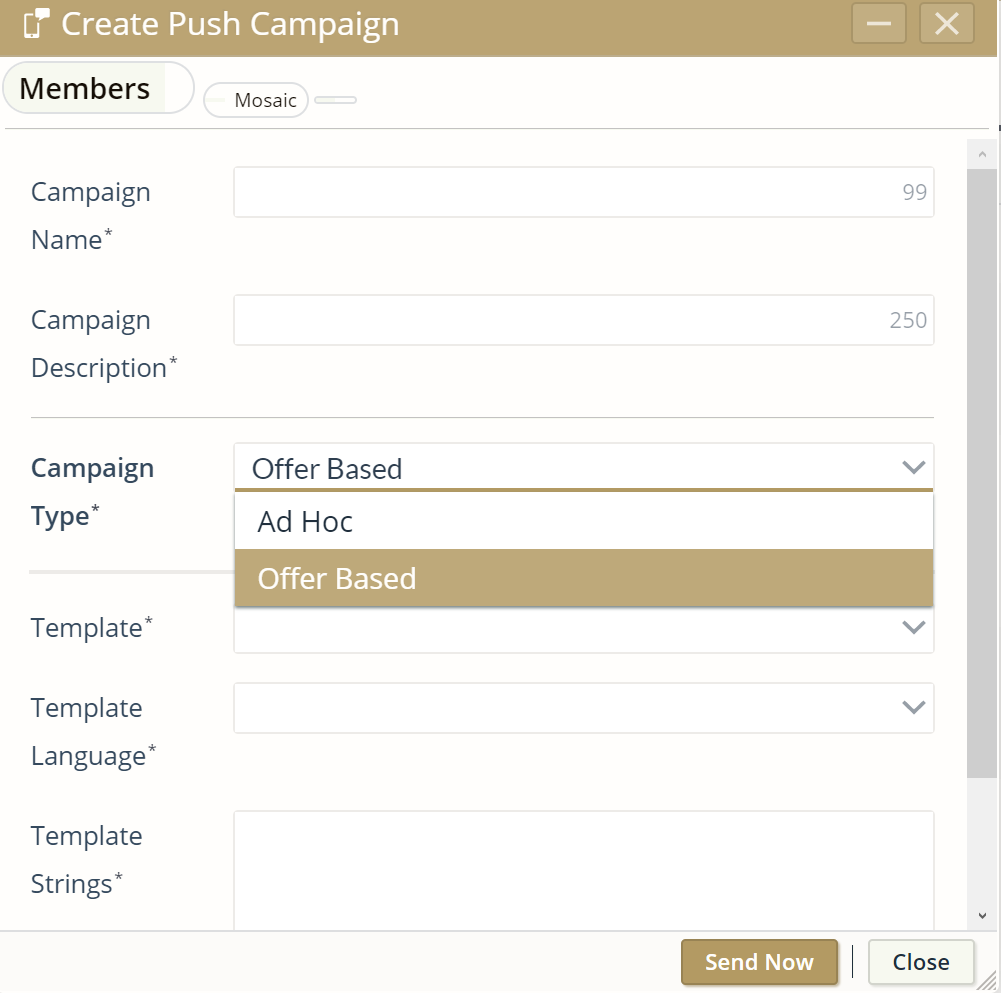 Create Push Campaign
Members
Mosaic
Campaign
Name*
99
Campaign
Description*
250
Campaign
Type*
Offer Based
Ad Hoc
Offer Based
Template*
Template
Language*
Template
Strings*
Send Now
Close